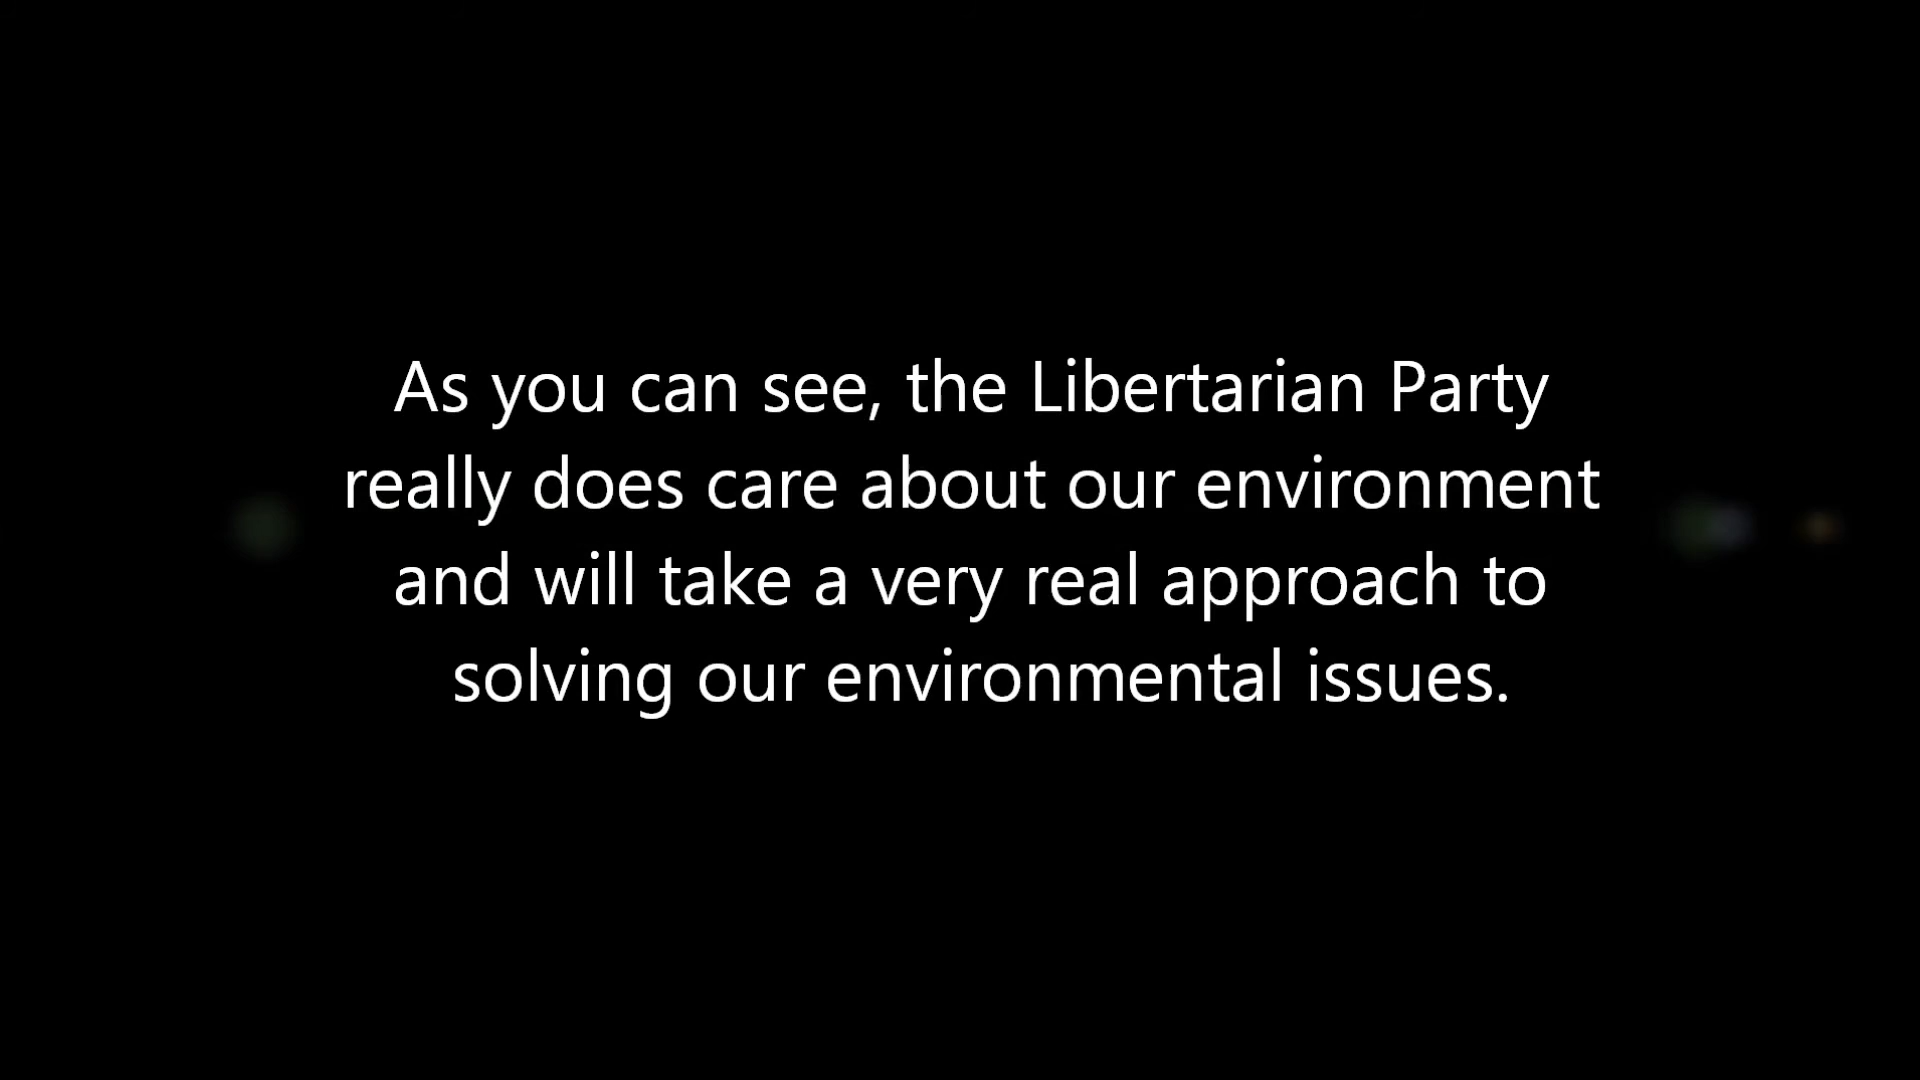 As you can see, the Libertarian Party
really does care about our environment
and will take a very real approach to
solving our environmental issues.